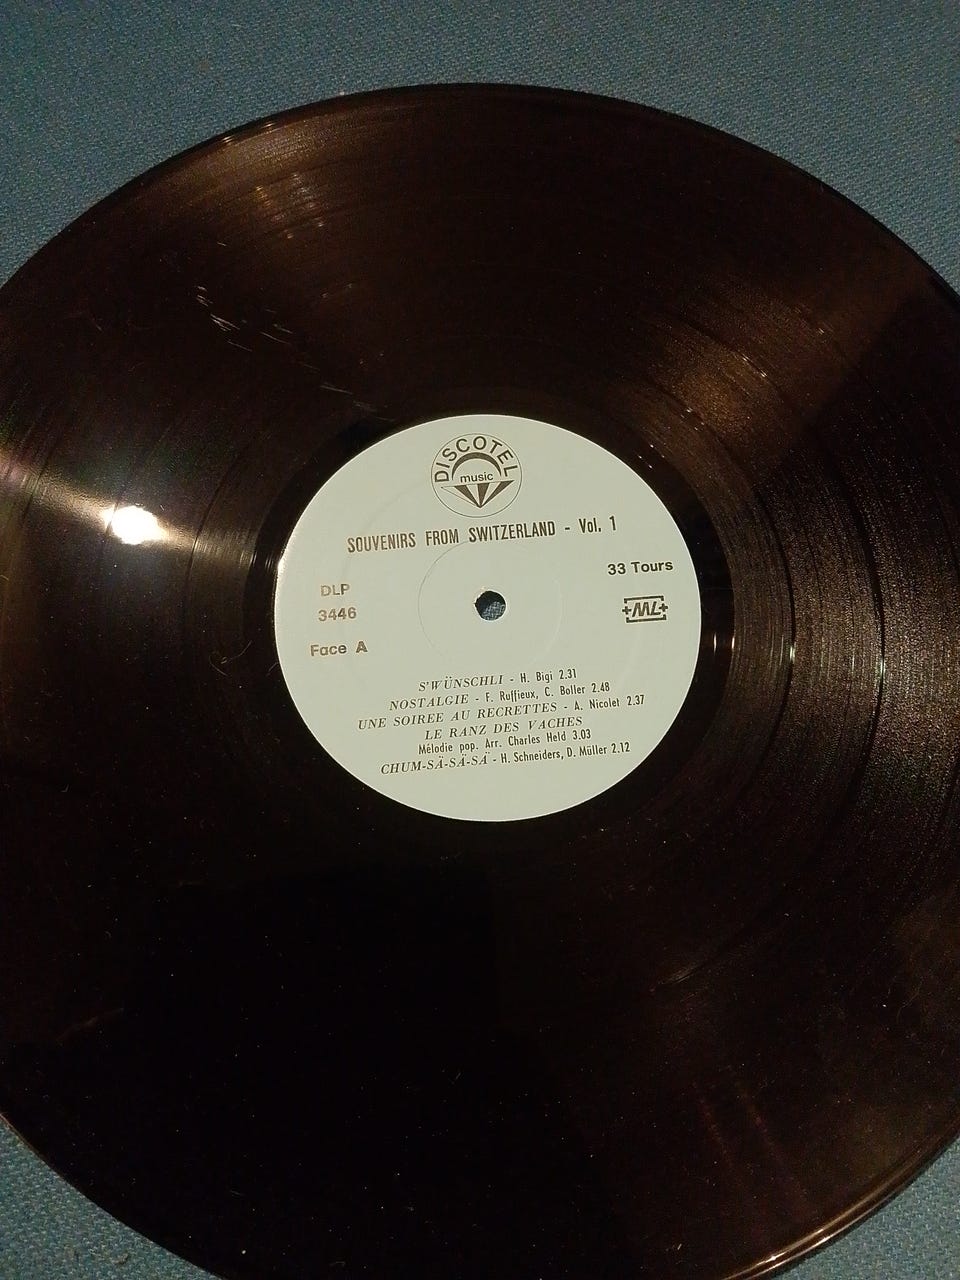 DISCOTEL
music
SOUVENIRS FROM SWITZERLAND - Vol. 1
33 Tours
DLP
3446
Face A
S'WÜNSCHLI - H. Bigi 2.31
NOSTALGIE - F. Ruffieux, C. Boller 2.48
UNE SOIREE AU RECRETTES - A. Nicolet 2.37
LE RANZ DES VACHES
Mélodie pop. Arr. Charles Held 3.03
CHUM-SÄ-SÄ-SÄ - H. Schneiders, D. Müller 2.12